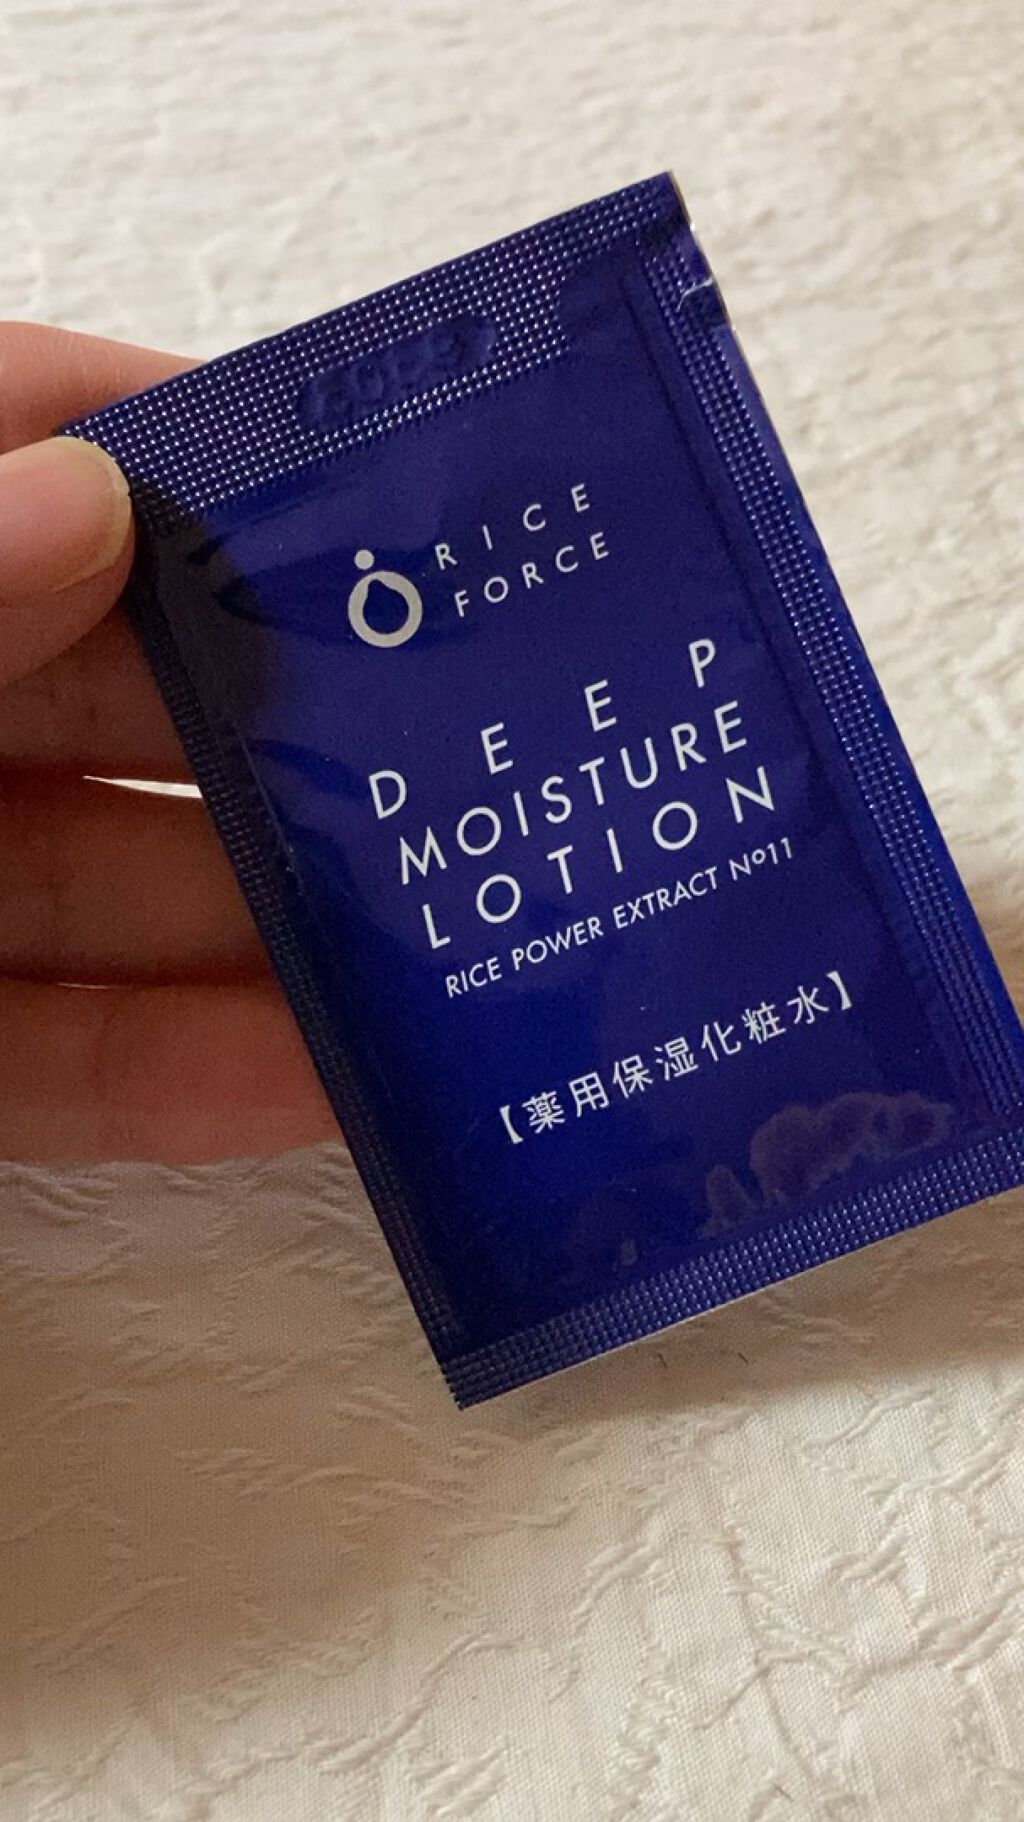 RICE
FORCE
DEEP
MOISTURE
LOTION
RICE POWER EXTRACT Nº11
【薬用保湿化粧水】